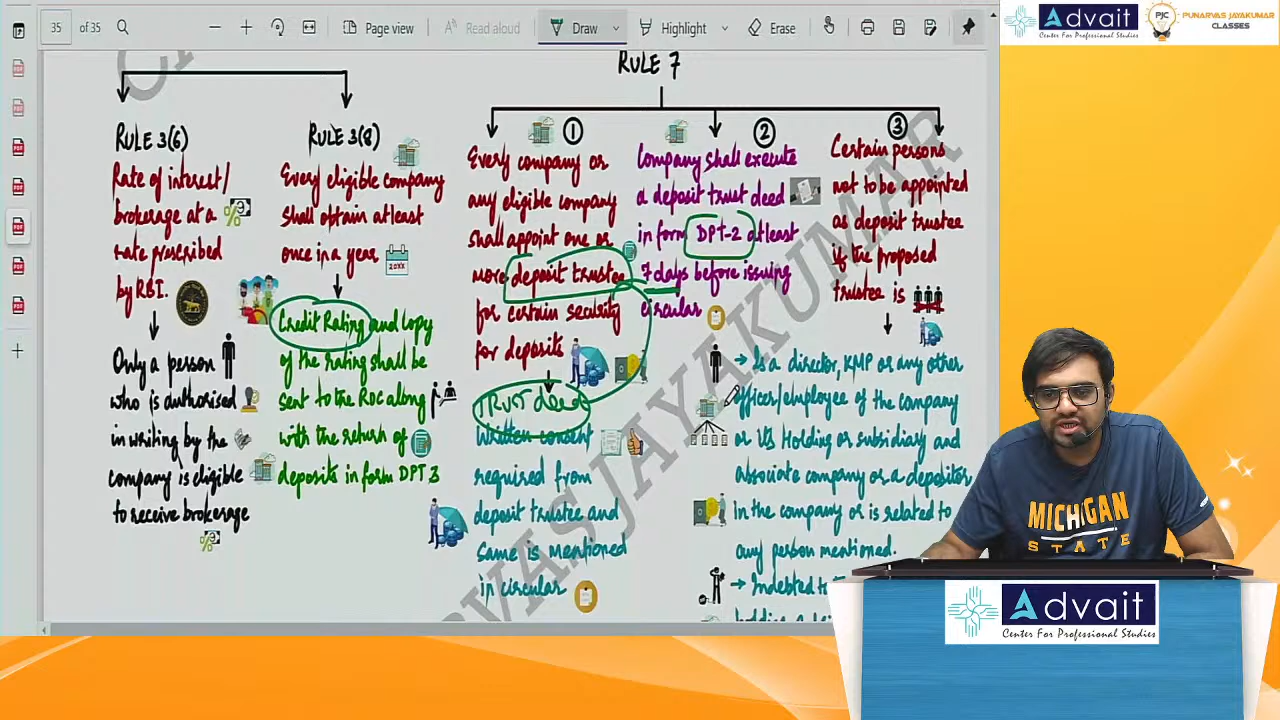 35
of 35
Page view
Read aloud
Draw
Highlight
Erase
Advait
Center For Professional Studies
PJC
PUNARVAS JAYAKUMAR
CLASSES
RULE 7
RULE 3(6)
Rate of interest/
brokerage at a
rate prescribed
by RBI.
Only a person
who is authorised
in writing by the
company is eligible
to receive brokerage
RULE 3(8)
Every eligible company
shall obtain atleast
once in a year
20XX
Credit Rating and copy
of the rating shall be
sent to the ROC along
with the return of
deposits in form DPT 3
①
Every company or
any eligible company
shall appoint one or
more deposit trustee
for certain security
for deposits
TRUST deed
Written consent
required from
deposit trustee and
same is mentioned
in circular
②
Company shall execute
a deposit trust deed
in form DPT-2 atleast
7 days before issuing
circular
③
Certain persons
not to be appointed
as deposit trustee
if the proposed
trustee is
→ Is a director, KMP or any other
officer/employee of the company
or its Holding or subsidiary and
associate company or a depositor
in the company or is related to
any person mentioned.
→ Indebted to
PUNARVAS JAYAKUMAR
MICHIGAN
STATE
Advait
Center For Professional Studies